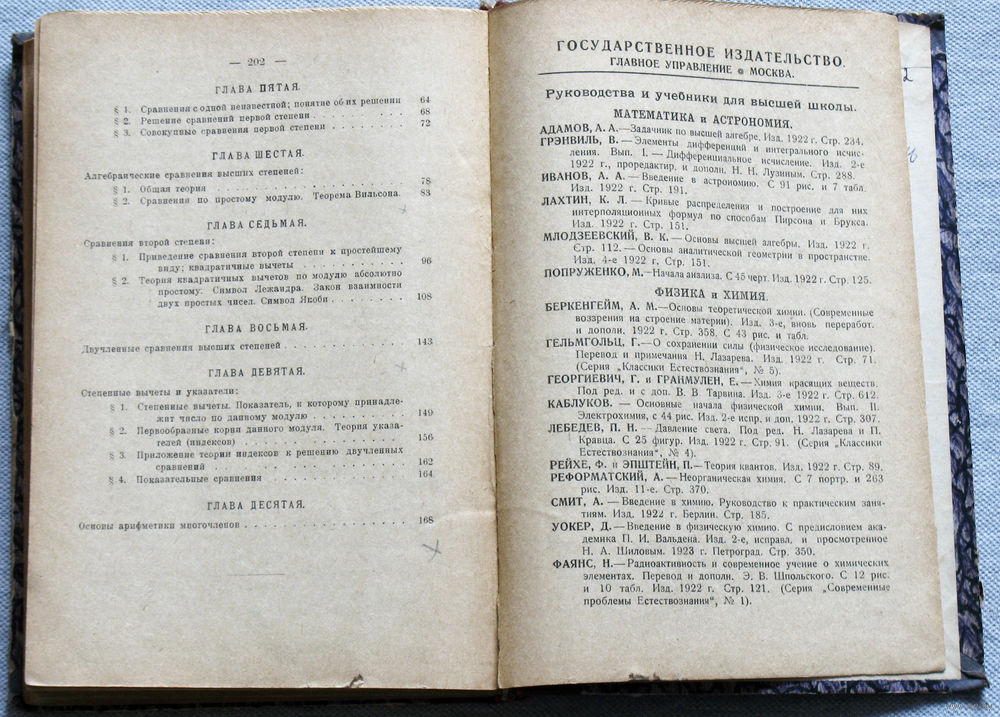 — 202 —
ГЛАВА ПЯТАЯ.
§ 1. Сравнения с одной неизвестной; понятие об их решении 64
§ 2. Решение сравнений первой степени . . . . . . . . . 68
§ 3. Совокупные сравнения первой степени . . . . . . . . 72
ГЛАВА ШЕСТАЯ.
Алгебраические сравнения высших степеней:
§ 1. Общая теория . . . . . . . . . . . . . . . . . 78
§ 2. Сравнения по простому модулю. Теорема Вильсона. 83
ГЛАВА СЕДЬМАЯ.
Сравнения второй степени:
§ 1. Приведение сравнения второй степени к простейшему
виду; квадратичные вычеты . . . . . . . . . . . 96
§ 2. Теория квадратичных вычетов по модулю абсолютно
простому. Символ Лежандра. Закон взаимности
двух простых чисел. Символ Якоби . . . . . . . . 108
ГЛАВА ВОСЬМАЯ.
Двучленные сравнения высших степеней . . . . . . . . . . . 143
ГЛАВА ДЕВЯТАЯ.
Степенные вычеты и указатели:
§ 1. Степенные вычеты. Показатель, к которому принадле-
жит число по данному модулю . . . . . . . . . . 149
§ 2. Первообразные корни данного модуля. Теория указа-
телей (индексов) . . . . . . . . . . . . . . . . 156
§ 3. Приложение теории индексов к решению двучленных
сравнений . . . . . . . . . . . . . . . . . . . 162
§ 4. Показательные сравнения . . . . . . . . . . . . . 164
ГЛАВА ДЕСЯТАЯ.
Основы арифметики многочленов . . . . . . . . . . . . . . 168
ГОСУДАРСТВЕННОЕ ИЗДАТЕЛЬСТВО.
ГЛАВНОЕ УПРАВЛЕНИЕ • МОСКВА.
Руководства и учебники для высшей школы.
МАТЕМАТИКА и АСТРОНОМИЯ.
АДАМОВ, А. А.—Задачник по высшей алгебре. Изд. 1922 г. Стр. 234.
ГРЭНВИЛЬ, В. — Элементы дифференций и интегрального исчис-
ления. Вып. I. — Дифференциальное исчисление. Изд. 2-е
1922 г., проредактир. и дополн. Н. Н. Лузиным. Стр. 288.
ИВАНОВ, А. А. — Введение в астрономию. С 91 рис. и 7 табл.
Изд. 1922 г. Стр. 191.
ЛАХТИН, К. Л. — Кривые распределения и построение для них
интерполяционных формул по способам Пирсона и Брукса.
Изд. 1922 г. Стр. 151.
МЛОДЗЕЕВСКИЙ, В. К. — Основы высшей алгебры. Изд. 1922 г.
Стр. 112.—Основы аналитической геометрии в пространстве.
Изд. 4-е 1922 г. Стр. 151.
ПОПРУЖЕНКО, М.—Начала анализа. С 45 черт. Изд. 1922 г. Стр. 125.
ФИЗИКА и ХИМИЯ.
БЕРКЕНГЕЙМ, А. М.—Основы теоретической химии. (Современные
воззрения на строение материи). Изд. 3-е, вновь переработ.
и дополн. 1922 г. Стр. 358. С 43 рис. и табл.
ГЕЛЬМГОЛЬЦ, Г.—О сохранении силы (физическое исследование).
Перевод и примечания Н. Лазарева. Изд. 1922 г. Стр. 71.
(Серия „Классики Естествознания“, № 5).
ГЕОРГИЕВИЧ, Г. и ГРАНМУЛЕН, Е.—Химия красящих веществ.
Под ред. и с доп. В. В Тарвина. Изд. 3-е 1922 г. Стр. 612.
КАБЛУКОВ. — Основные начала физической химии. Вып. II.
Электрохимия, с 44 рис. Изд. 2-е испр. и доп. 1922 г. Стр. 307.
ЛЕБЕДЕВ, П. Н. — Давление света. Под ред. Н. Лазарева и П.
Кравца. С 25 фигур. Изд. 1922 г. Стр. 91. (Серия „Классики
Естествознания“, № 4).
РЕЙХЕ, Ф. и ЭПШТЕЙН, П.—Теория квантов. Изд. 1922 г. Стр. 89.
РЕФОРМАТСКИЙ, А. — Неорганическая химия. С 7 портр. и 263
рис. Изд. 11-е. Стр. 370.
СМИТ, А. — Введение в химию. Руководство к практическим заня-
тиям. Изд. 1922 г. Берлин. Стр. 185.
УОКЕР, Д.—Введение в физическую химию. С предисловием ака-
демика П. И. Вальдена. Изд. 2-е, исправл. и просмотренное
Н. А. Шиловым. 1923 г. Петроград. Стр. 350.
ФАЯНС, Н.—Радиоактивность и современное учение о химических
элементах. Перевод и дополн. Э. В. Шпольского. С 12 рис.
и 10 табл. Изд. 1922 г. Стр. 121. (Серия „Современные
проблемы Естествознания“, № 1).